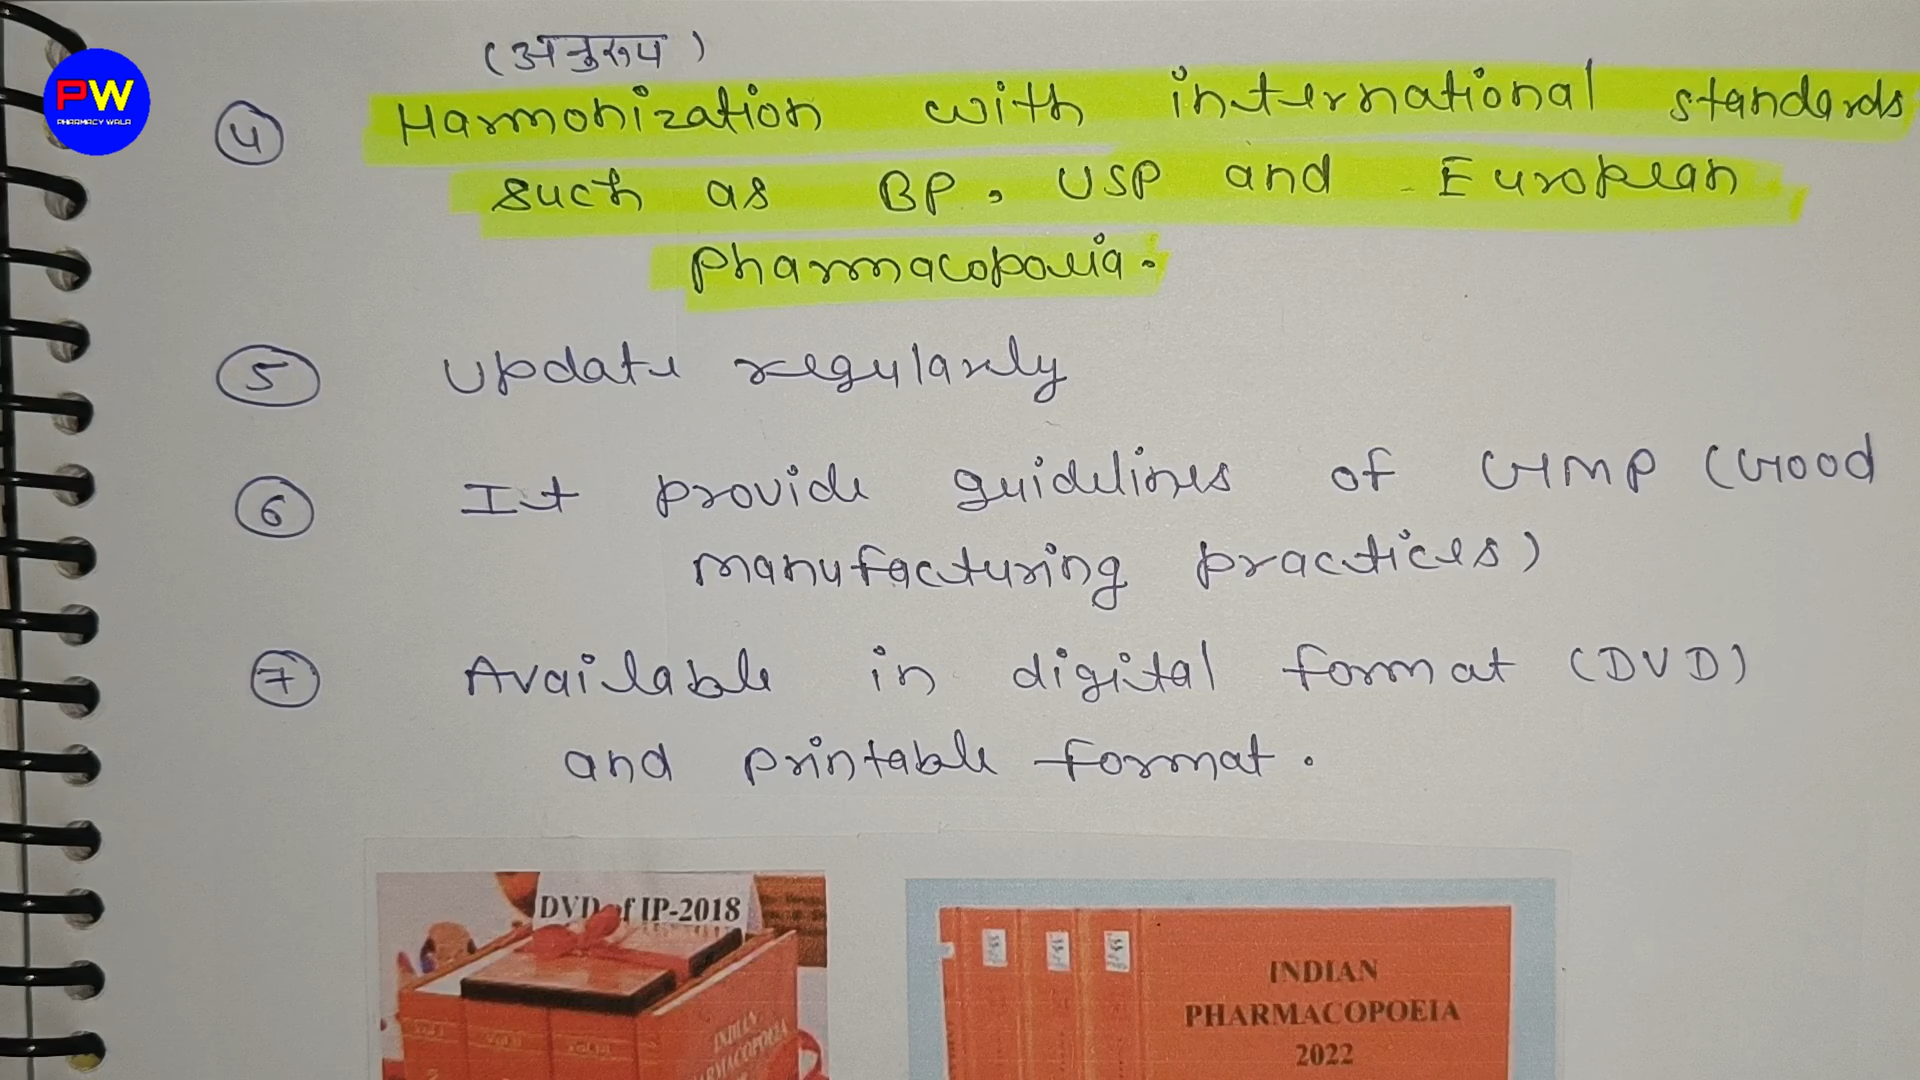 PW
PHARMACY WALA
(अनुरूप)
④ Harmonization with international standards
such as BP, USP and European
Pharmacopoeia.
⑤ Update regularly
⑥ It provide guidelines of GMP (Good
manufacturing practices)
⑦ Available in digital format (DVD)
and printable format.
DVD of IP-2018
INDIAN
PHARMACOPOEIA
INDIAN
PHARMACOPOEIA
2022